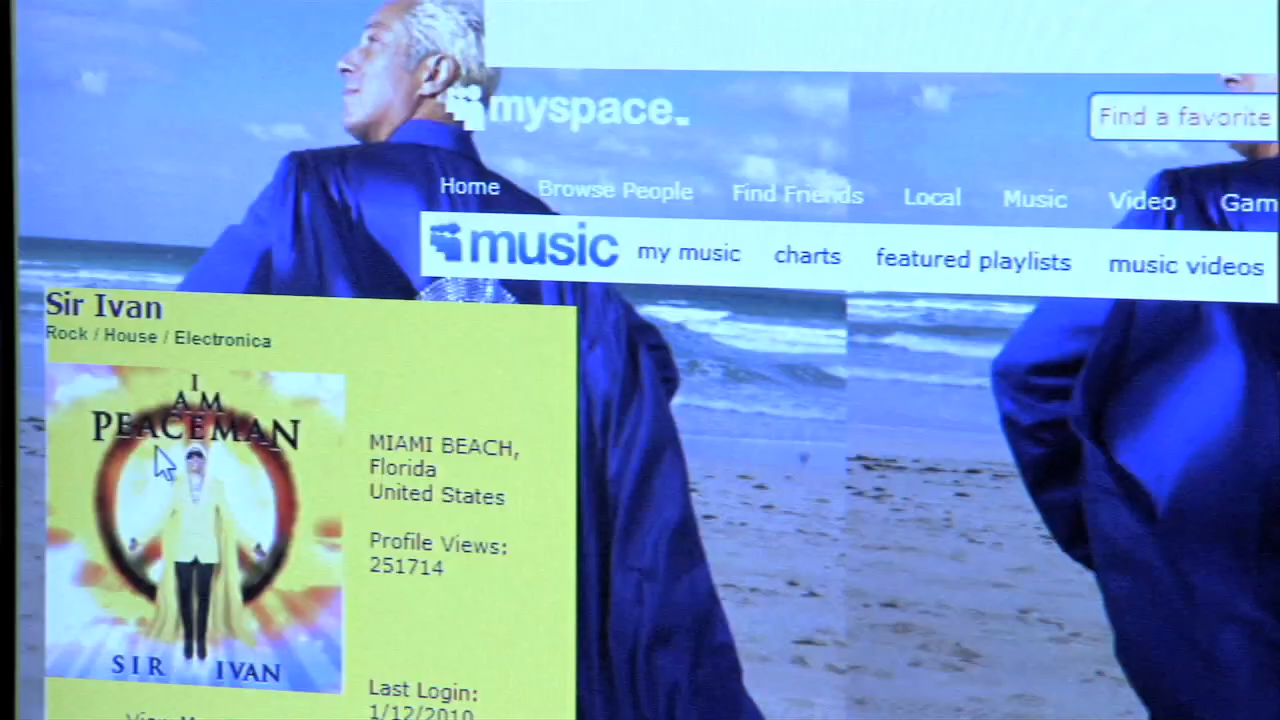 myspace.
Find a favorite
Home Browse People Find Friends Local Music Video Gam
music my music charts featured playlists music videos
Sir Ivan
Rock / House / Electronica
I
AM
PEACEMAN
SIR IVAN
MIAMI BEACH,
Florida
United States
Profile Views:
251714
Last Login:
1/12/2010